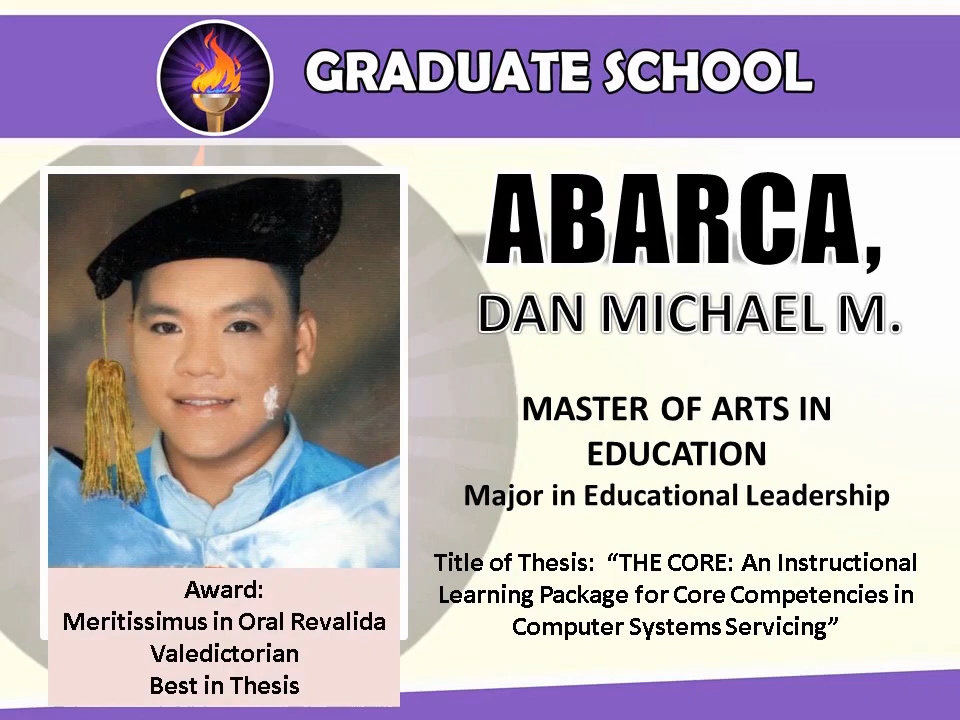 GRADUATE SCHOOL
ABARCA,
DAN MICHAEL M.
MASTER OF ARTS IN
EDUCATION
Major in Educational Leadership
Title of Thesis: “THE CORE: An Instructional
Learning Package for Core Competencies in
Computer Systems Servicing”
Award:
Meritissimus in Oral Revalida
Valedictorian
Best in Thesis